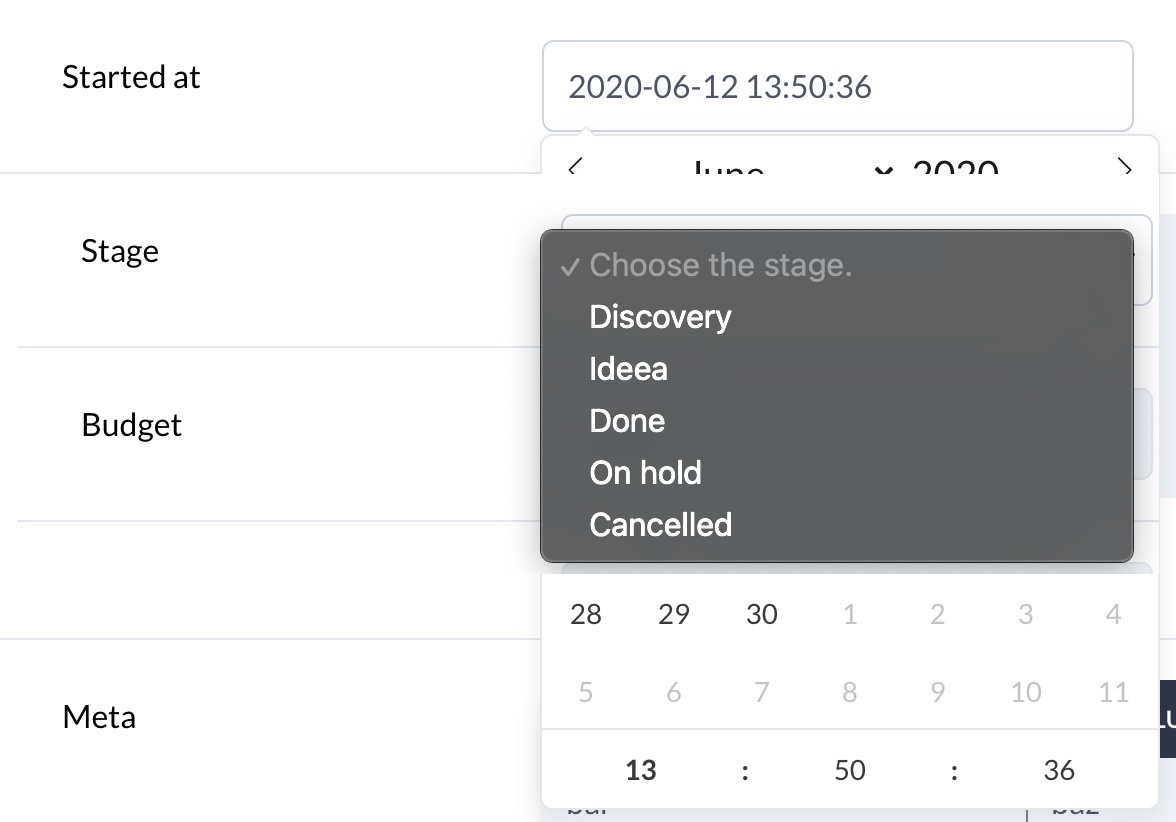 Started at
2020-06-12 13:50:36
June 2020
Stage
Choose the stage.
Discovery
Ideea
Done
On hold
Cancelled
Budget
28 29 30 1 2 3 4
5 6 7 8 9 10 11
Meta
13 : 50 : 36